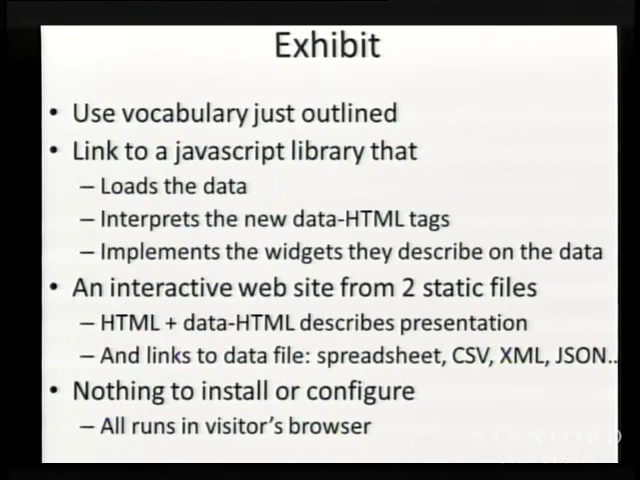 Exhibit
• Use vocabulary just outlined
• Link to a javascript library that
– Loads the data
– Interprets the new data-HTML tags
– Implements the widgets they describe on the data
• An interactive web site from 2 static files
– HTML + data-HTML describes presentation
– And links to data file: spreadsheet, CSV, XML, JSON..
• Nothing to install or configure
– All runs in visitor's browser
STANFORD